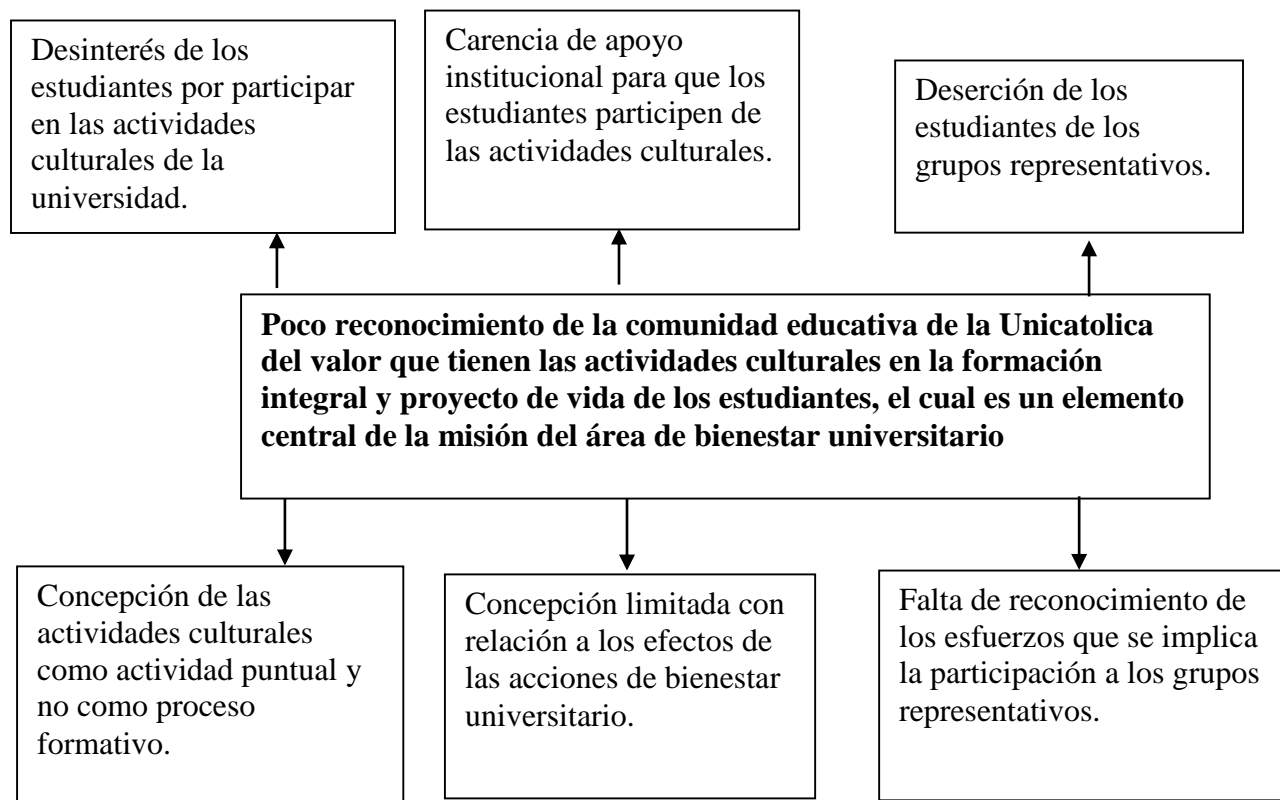 Desinterés de los
estudiantes por participar
en las actividades
culturales de la
universidad.
Carencia de apoyo
institucional para que los
estudiantes participen de
las actividades culturales.
Deserción de los
estudiantes de los
grupos representativos.
Poco reconocimiento de la comunidad educativa de la Unicatolica
del valor que tienen las actividades culturales en la formación
integral y proyecto de vida de los estudiantes, el cual es un elemento
central de la misión del área de bienestar universitario
Concepción de las
actividades culturales
como actividad puntual y
no como proceso
formativo.
Concepción limitada con
relación a los efectos de
las acciones de bienestar
universitario.
Falta de reconocimiento de
los esfuerzos que se implica
la participación a los grupos
representativos.